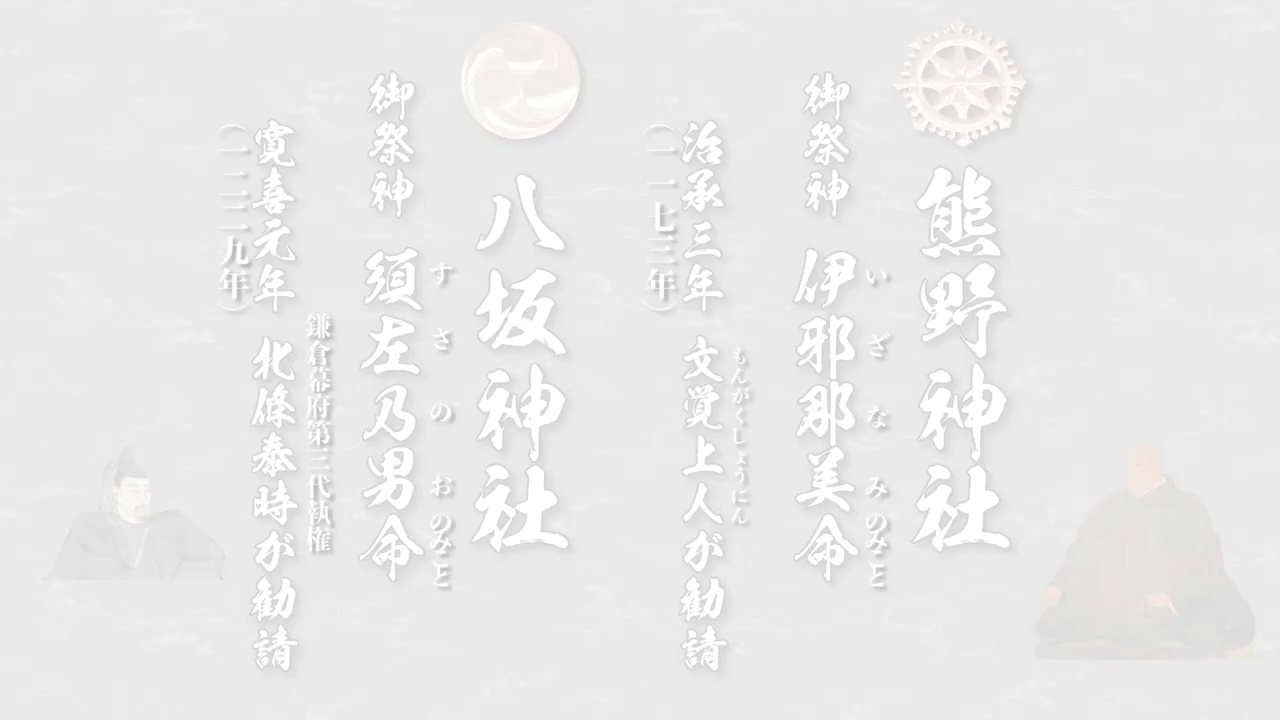 熊野神社
御祭神 伊邪那美命
いざなみのみこと
治承三年 文覚上人が勧請
もんがくしょうにん
(一一七三年)
八坂神社
御祭神 須左乃男命
すさのおのみこと
鎌倉幕府第三代執権
寛喜元年 北條泰時が勧請
(一二二九年)